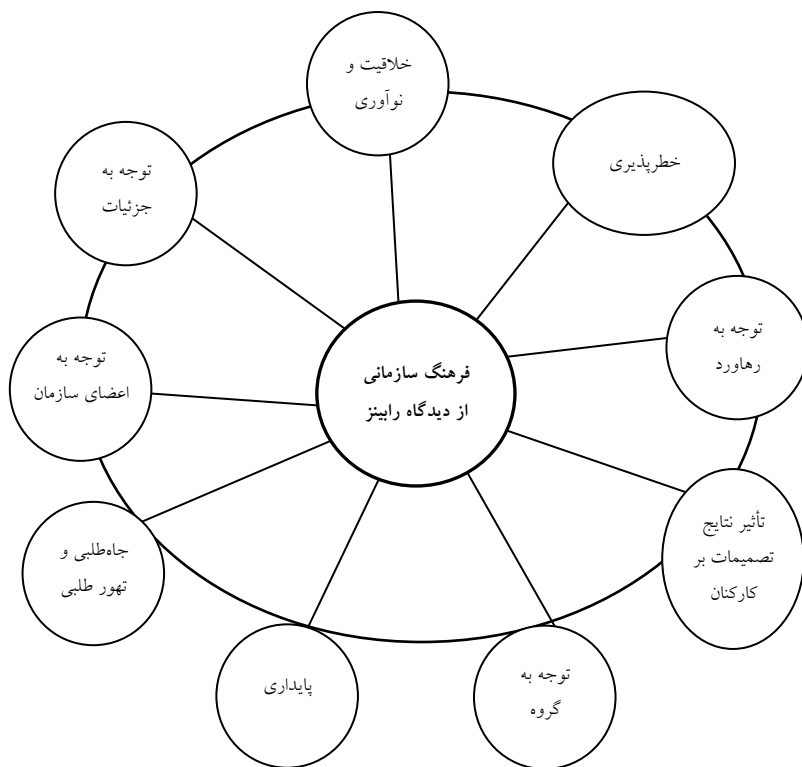 خلاقیت و
نوآوری
خطرپذیری
توجه به
رهاورد
تأثیر نتایج
تصمیمات بر
کارکنان
توجه به
گروه
پایداری
جاه‌طلبی و
تهور طلبی
توجه به
اعضای سازمان
توجه به
جزئیات
فرهنگ سازمانی
از دیدگاه رابینز